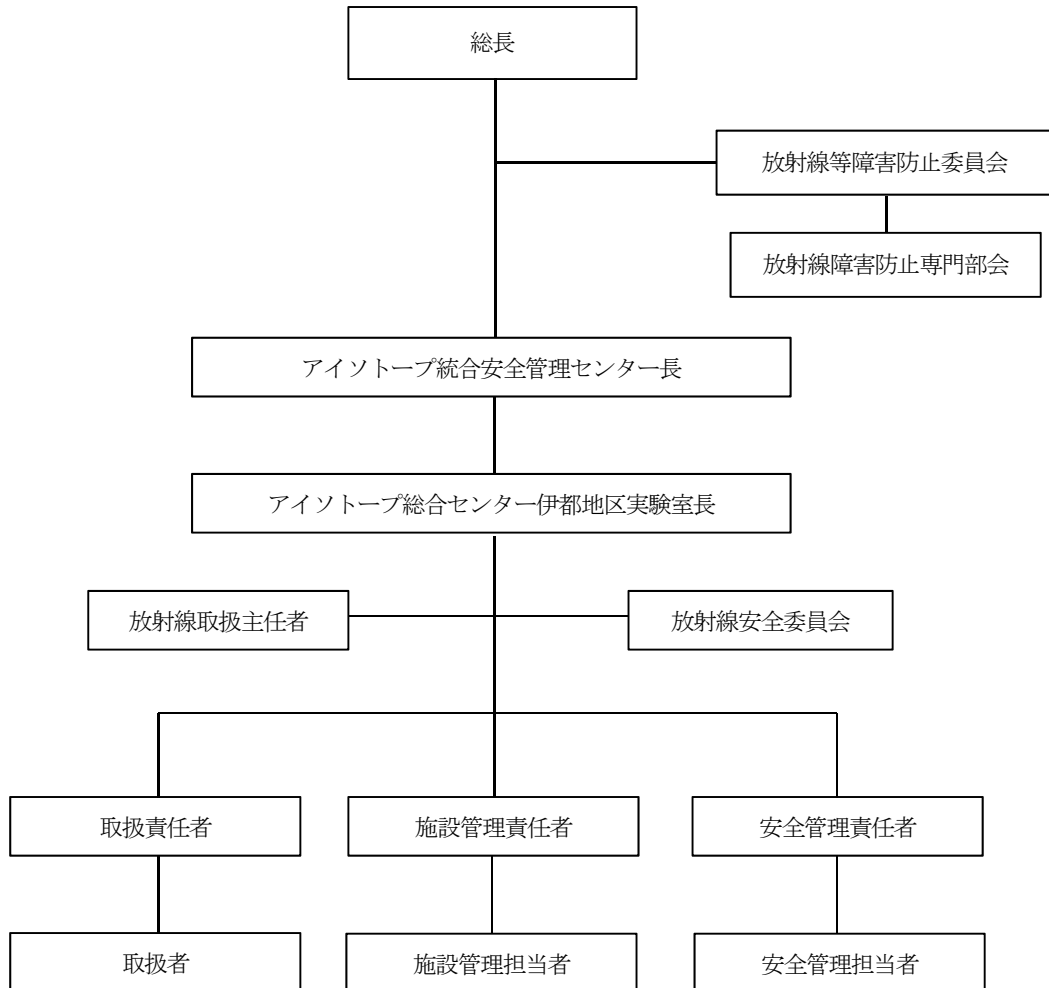 総長
放射線等障害防止委員会
放射線障害防止専門部会
アイソトープ統合安全管理センター長
アイソトープ総合センター伊都地区実験室長
放射線取扱主任者
放射線安全委員会
取扱責任者
施設管理責任者
安全管理責任者
取扱者
施設管理担当者
安全管理担当者